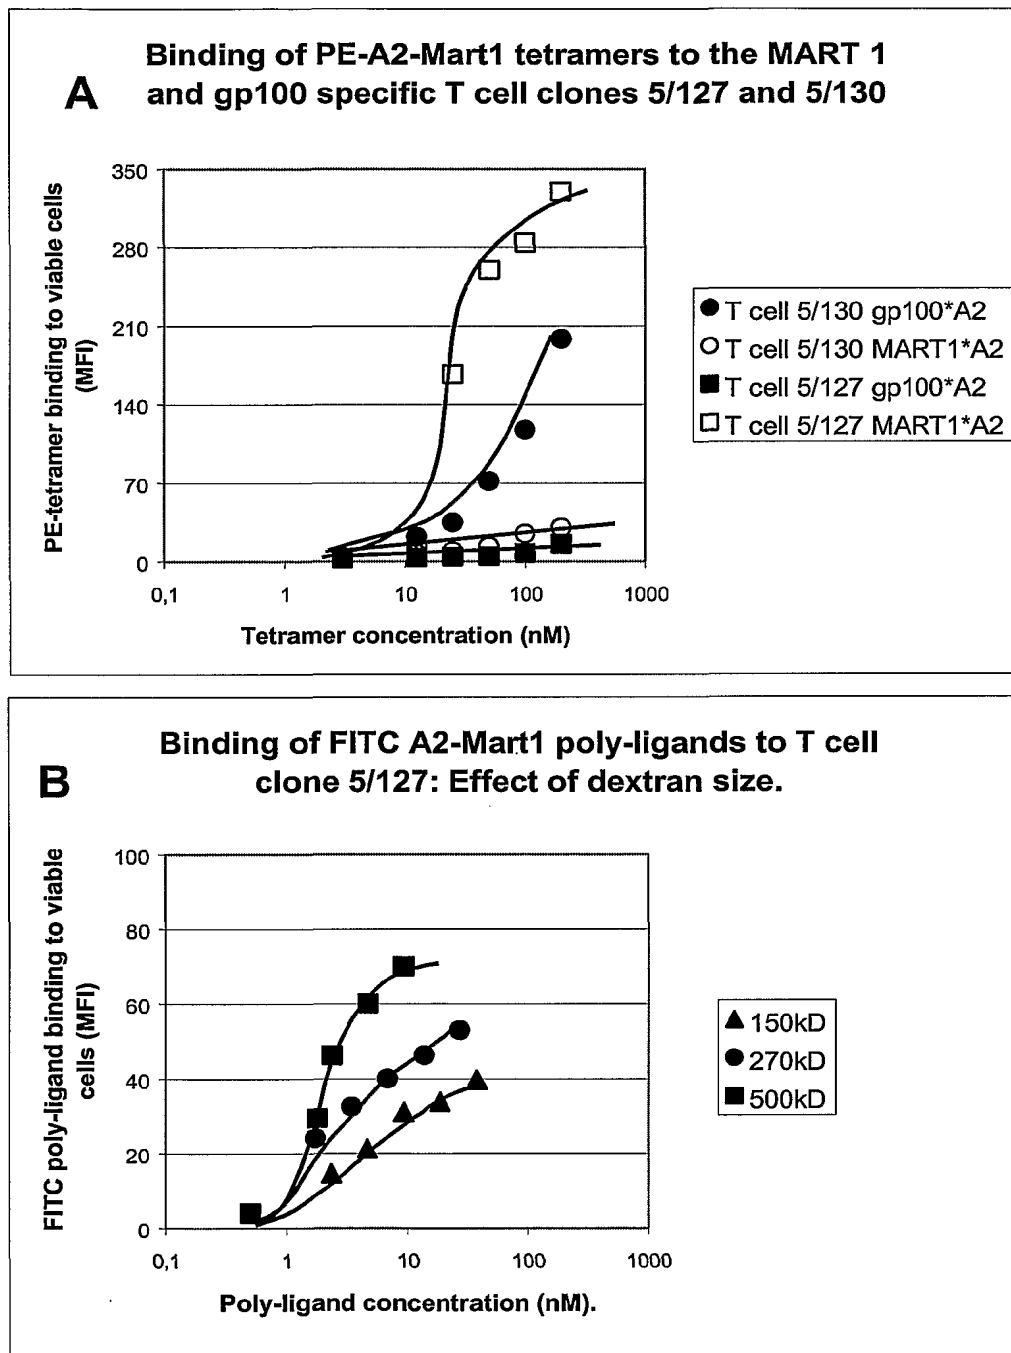 A
Binding of PE-A2-Mart1 tetramers to the MART 1
and gp100 specific T cell clones 5/127 and 5/130
PE-tetramer binding to viable cells
(MFI)
350
280
210
140
70
0
0,1
1
10
100
1000
Tetramer concentration (nM)
T cell 5/130 gp100*A2
T cell 5/130 MART1*A2
T cell 5/127 gp100*A2
T cell 5/127 MART1*A2
B
Binding of FITC A2-Mart1 poly-ligands to T cell
clone 5/127: Effect of dextran size.
FITC poly-ligand binding to viable
cells (MFI)
100
80
60
40
20
0
0,1
1
10
100
1000
Poly-ligand concentration (nM).
150kD
270kD
500kD